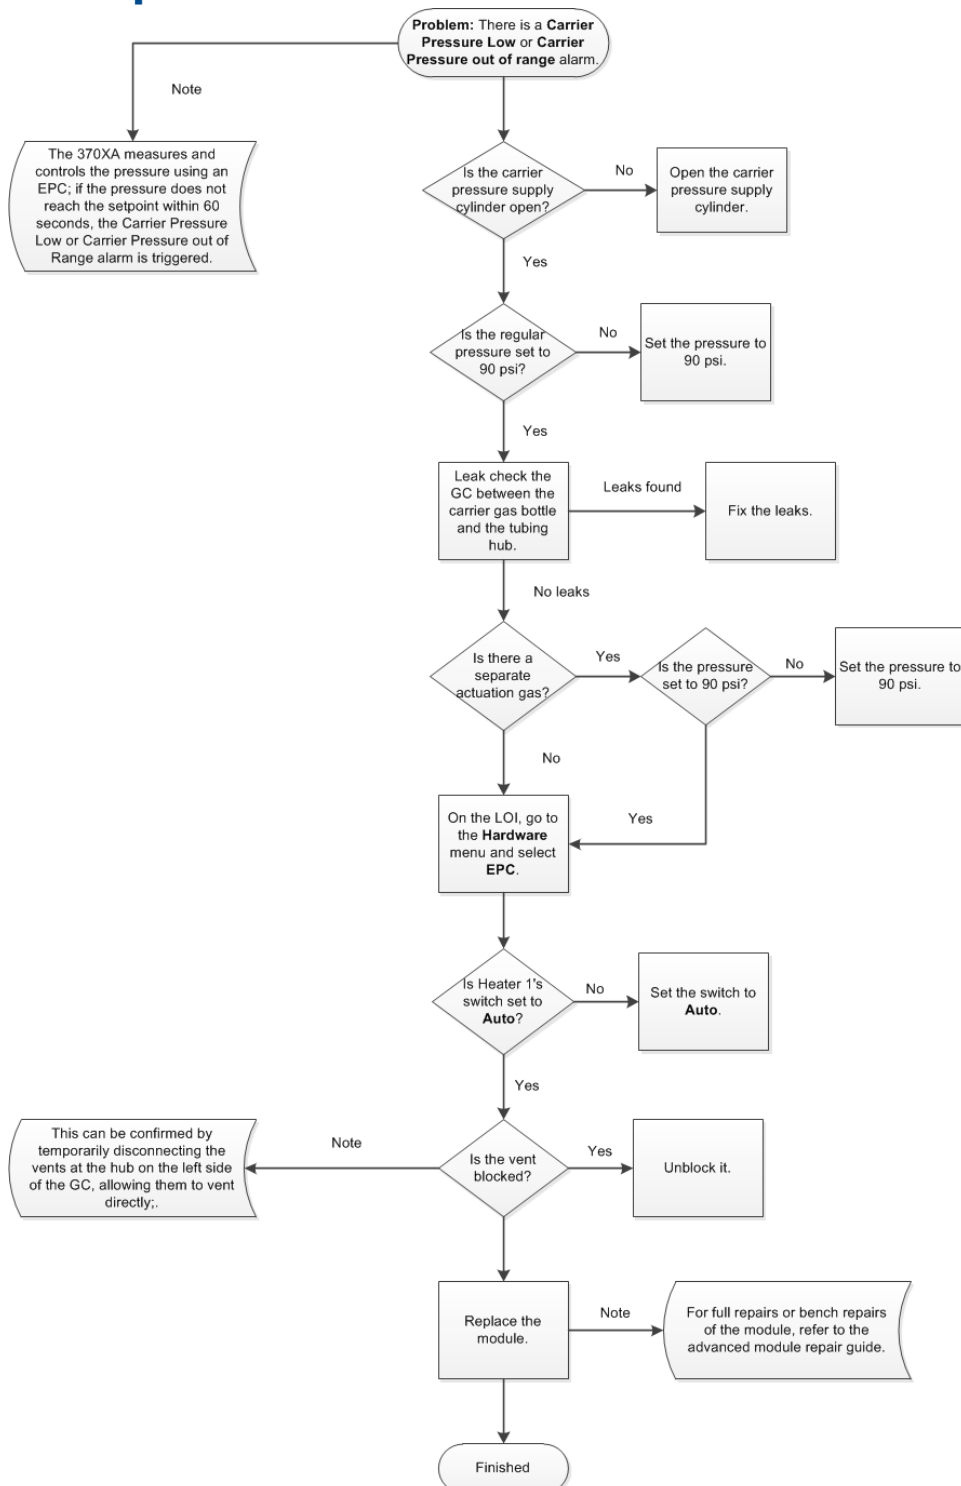 Problem: There is a Carrier
Pressure Low or Carrier
Pressure out of range alarm.
Note
The 370XA measures and
controls the pressure using an
EPC; if the pressure does not
reach the setpoint within 60
seconds, the Carrier Pressure
Low or Carrier Pressure out of
Range alarm is triggered.
Is the carrier
pressure supply
cylinder open?
No
Open the carrier
pressure supply
cylinder.
Yes
Is the regular
pressure set to
90 psi?
No
Set the pressure to
90 psi.
Yes
Leak check the
GC between the
carrier gas bottle
and the tubing
hub.
Leaks found
Fix the leaks.
No leaks
Is there a
separate
actuation gas?
Yes
Is the pressure
set to 90 psi?
No
Set the pressure to
90 psi.
No
Yes
On the LOI, go to
the Hardware
menu and select
EPC.
Is Heater 1's
switch set to
Auto?
No
Set the switch to
Auto.
Yes
Is the vent
blocked?
Note
This can be confirmed by
temporarily disconnecting the
vents at the hub on the left side
of the GC, allowing them to vent
directly;.
Yes
Unblock it.
Replace the
module.
Note
For full repairs or bench repairs
of the module, refer to the
advanced module repair guide.
Finished